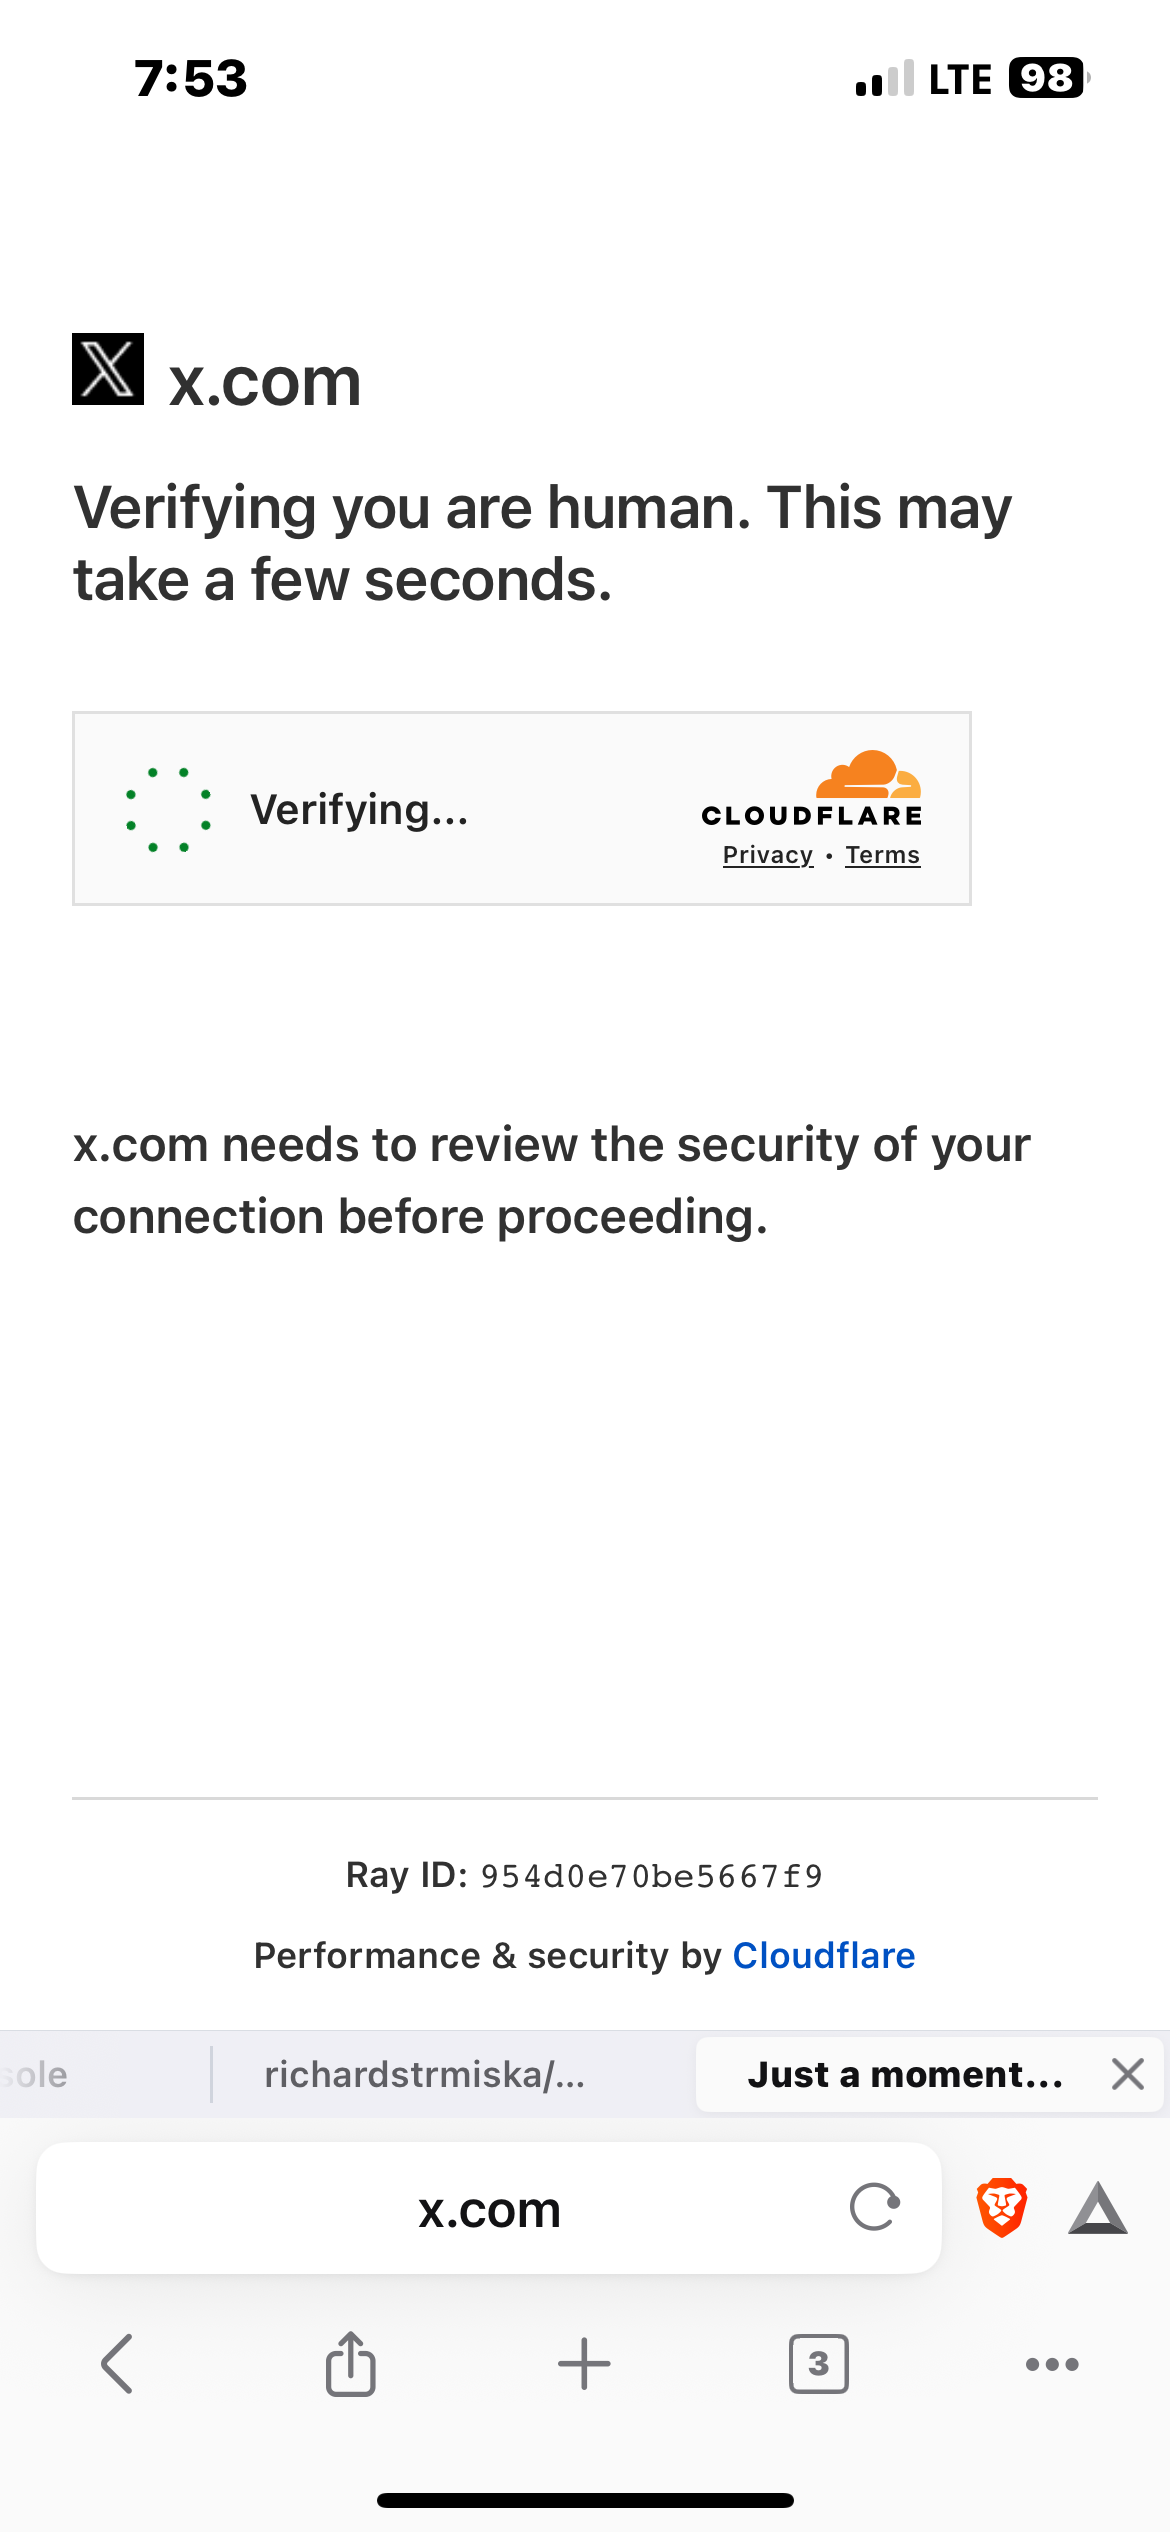 7:53
LTE 98
x.com
Verifying you are human. This may
take a few seconds.
Verifying...
CLOUDFLARE
Privacy • Terms
x.com needs to review the security of your
connection before proceeding.
Ray ID: 954d0e70be5667f9
Performance & security by Cloudflare
sole
richardstrmiska/...
Just a moment...
x.com
3